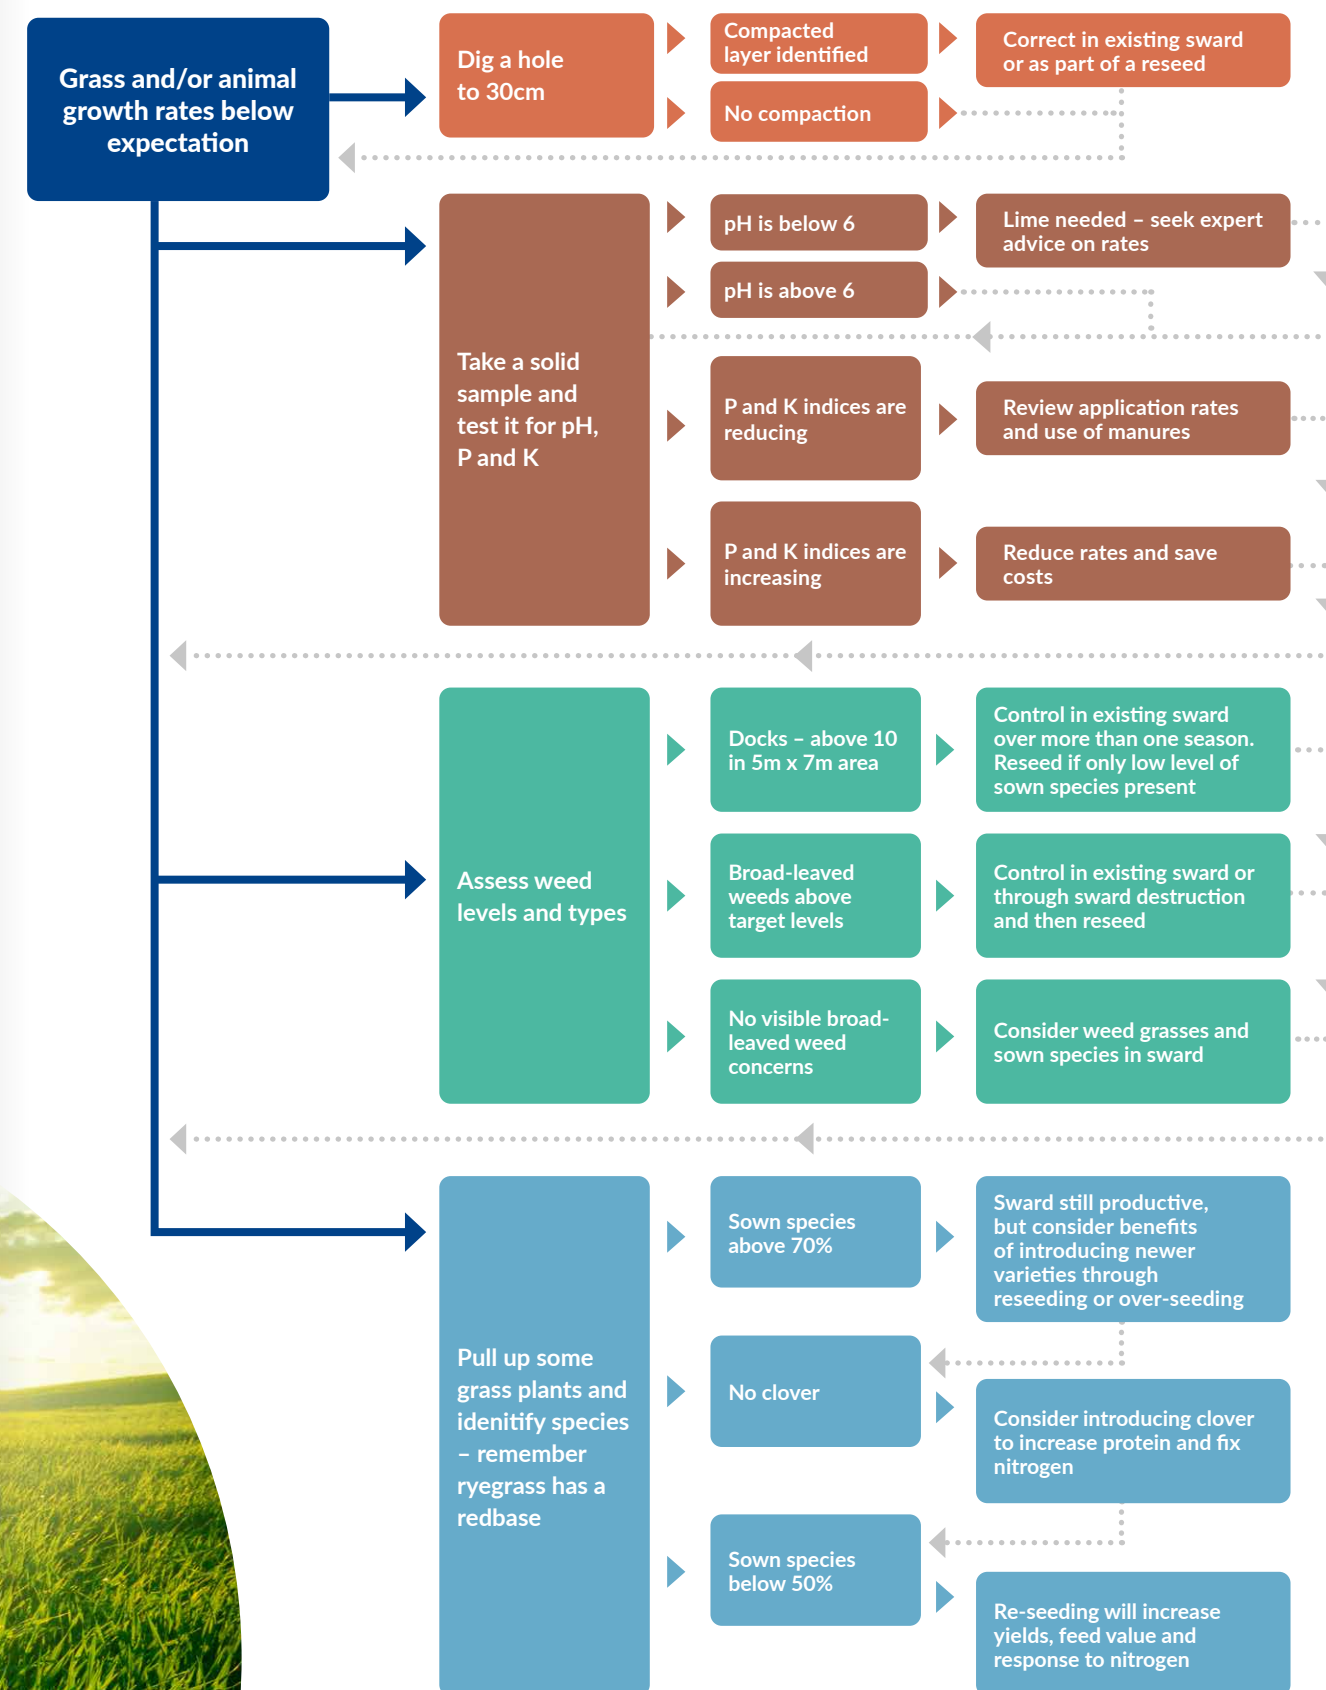 Grass and/or animal
growth rates below
expectation
Dig a hole
to 30cm
Compacted
layer identified
Correct in existing sward
or as part of a reseed
No compaction
Take a solid
sample and
test it for pH,
P and K
pH is below 6
Lime needed – seek expert
advice on rates
pH is above 6
P and K indices are
reducing
Review application rates
and use of manures
P and K indices are
increasing
Reduce rates and save
costs
Assess weed
levels and types
Docks – above 10
in 5m x 7m area
Control in existing sward
over more than one season.
Reseed if only low level of
sown species present
Broad-leaved
weeds above
target levels
Control in existing sward or
through sward destruction
and then reseed
No visible broad-
leaved weed
concerns
Consider weed grasses and
sown species in sward
Pull up some
grass plants and
idenitify species
– remember
ryegrass has a
redbase
Sown species
above 70%
Sward still productive,
but consider benefits
of introducing newer
varieties through
reseeding or over-seeding
No clover
Consider introducing clover
to increase protein and fix
nitrogen
Sown species
below 50%
Re-seeding will increase
yields, feed value and
response to nitrogen